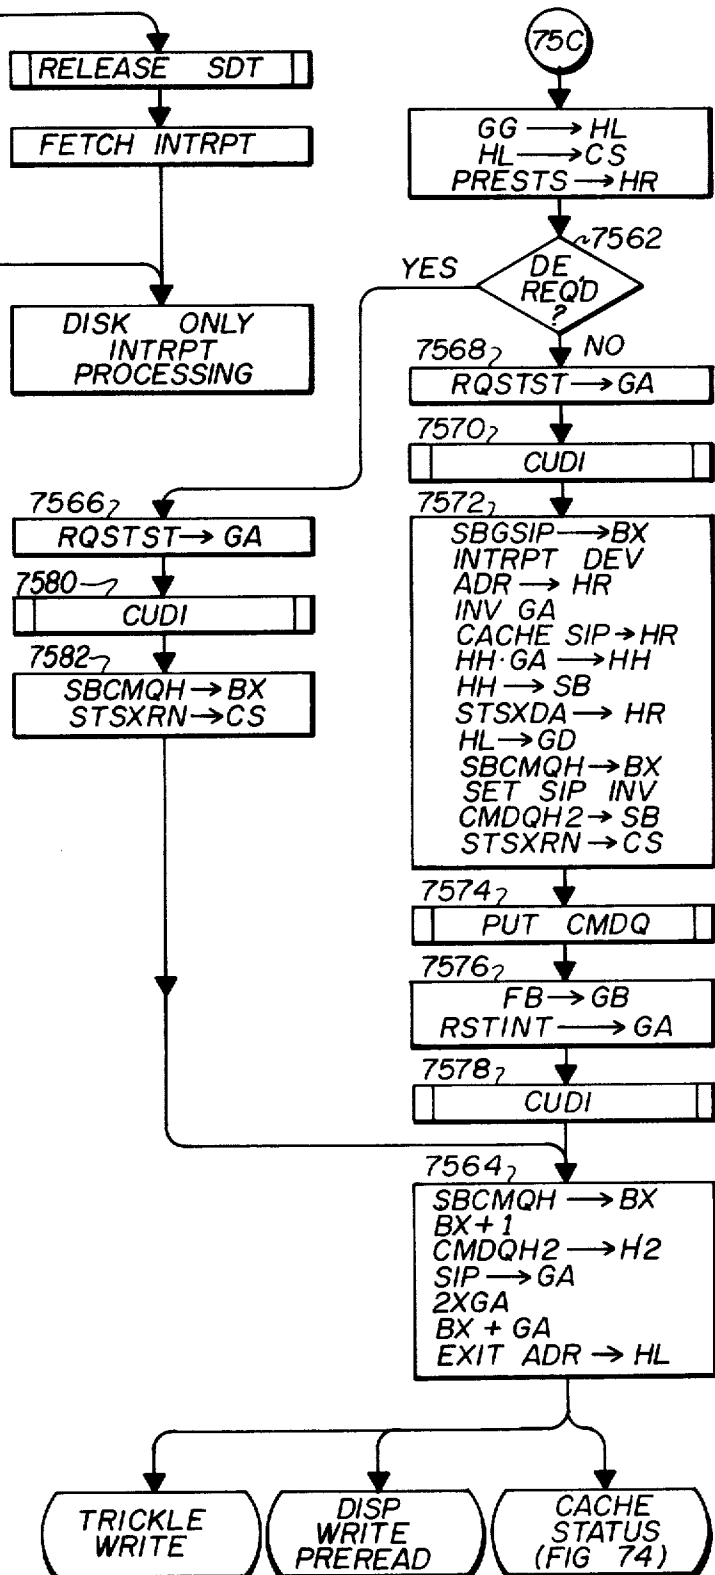 RELEASE SDT
FETCH INTRPT
DISK ONLY
INTRPT
PROCESSING
75C
GG → HL
HL → CS
PRESTS → HR
7562
DE,
REQ'D
?
YES
NO
7568
RQSTST → GA
7570
CUDI
7566
RQSTST → GA
7580
CUDI
7582
SBCMQH → BX
STSXRN → CS
7572
SBGSIP → BX
INTRPT DEV
ADR → HR
INV GA
CACHE SIP → HR
HH·GA → HH
HH → SB
STSXDA → HR
HL → GD
SBCMQH → BX
SET SIP INV
CMDQH2 → SB
STSXRN → CS
7574
PUT CMDQ
7576
FB → GB
RSTINT → GA
7578
CUDI
7564
SBCMQH → BX
BX + 1
CMDQH2 → H2
SIP → GA
2XGA
BX + GA
EXIT ADR → HL
TRICKLE
WRITE
DISP
WRITE
PREREAD
CACHE
STATUS
(FIG 74)